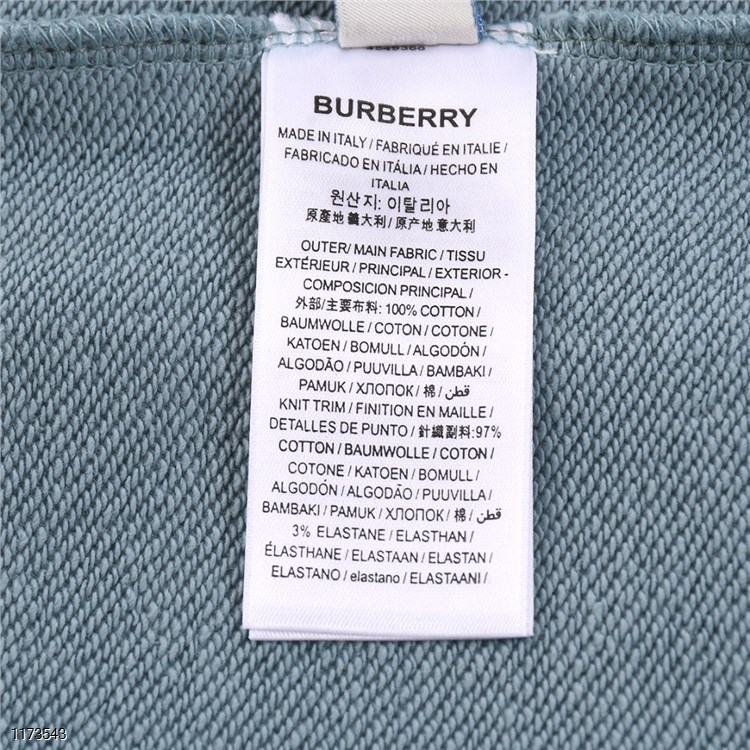 BURBERRY
MADE IN ITALY / FABRIQUÉ EN ITALIE /
FABRICADO EN ITÁLIA / HECHO EN
ITALIA
원산지: 이탈리아
原產地 義大利 / 原产地 意大利
OUTER/ MAIN FABRIC / TISSU
EXTÉRIEUR / PRINCIPAL / EXTERIOR -
COMPOSICION PRINCIPAL /
外部/主要布料: 100% COTTON /
BAUMWOLLE / COTON / COTONE /
KATOEN / BOMULL / ALGODÓN /
ALGODÃO / PUUVILLA / BAMBAKI /
PAMUK / ХЛОПОК / 棉 / قطن /
KNIT TRIM / FINITION EN MAILLE /
DETALLES DE PUNTO / 針織副料: 97%
COTTON / BAUMWOLLE / COTON /
COTONE / KATOEN / BOMULL /
ALGODÓN / ALGODÃO / PUUVILLA /
BAMBAKI / PAMUK / ХЛОПОК / 棉 / قطن
3% ELASTANE / ELASTHAN /
ÉLASTHANE / ELASTAAN / ELASTAN /
ELASTANO / elastano / ELASTAANI /
1173543